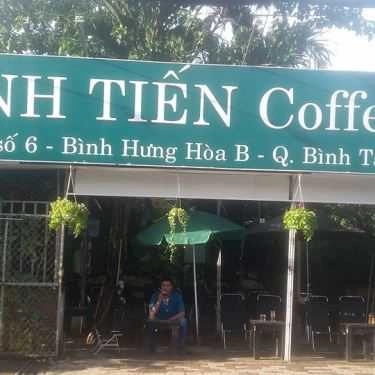 NH TIẾN Coffe
số 6 - Bình Hưng Hòa B - Q. Bình T